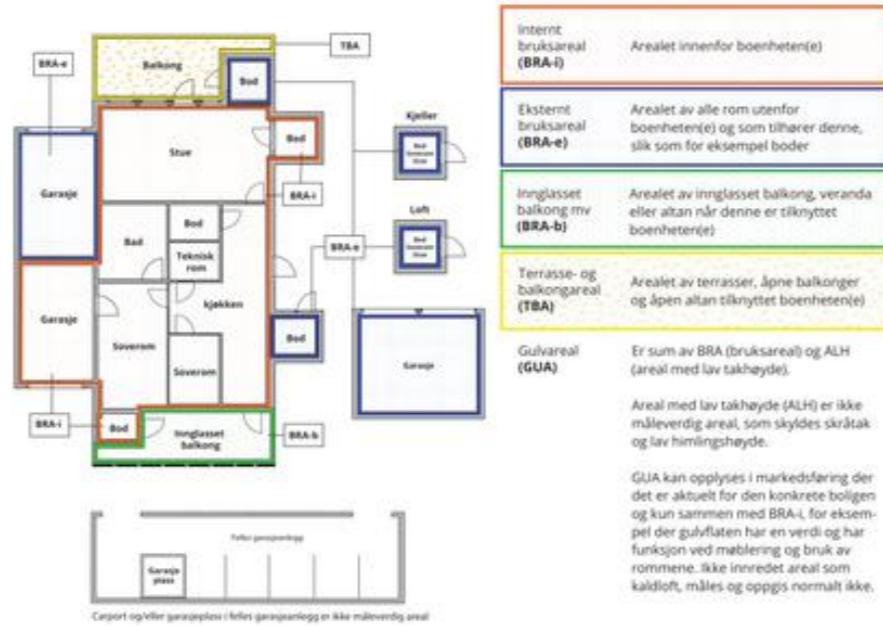 TBA
BRA-e
Balkong
Bod
Kjeller
Bod
Stue
Bod
BRA-i
Garasje
Loft
Bod
BRA-e
Bad
Bod
Teknisk
rom
kjøkken
Garasje
Soverom
Soverom
Bod
Garasje
BRA-i
Bod
Innglasset
balkong
BRA-b
Felles garasjeanlegg
Garasje
plass
Carport og/eller garasjeplass i felles garasjeanlegg er ikke måleverdig areal
Internt
bruksareal
(BRA-i)
Arealet innenfor boenheten(e)
Eksternt
bruksareal
(BRA-e)
Arealet av alle rom utenfor
boenheten(e) og som tilhører denne,
slik som for eksempel boder
Innglasset
balkong mv
(BRA-b)
Arealet av innglasset balkong, veranda
eller altan når denne er tilknyttet
boenheten(e)
Terrasse- og
balkongareal
(TBA)
Arealet av terrasser, åpne balkonger
og åpen altan tilknyttet boenheten(e)
Gulvareal
(GUA)
Er sum av BRA (bruksareal) og ALH
(areal med lav takhøyde).
Areal med lav takhøyde (ALH) er ikke
måleverdig areal, som skyldes skråtak
og lav himlingshøyde.
GUA kan opplyses i markedsføring der
det er aktuelt for den konkrete boligen
og kun sammen med BRA-i, for eksem-
pel der gulvflaten har en verdi og har
funksjon ved møblering og bruk av
rommene. Ikke innredet areal som
kaldloft, måles og oppgis normalt ikke.